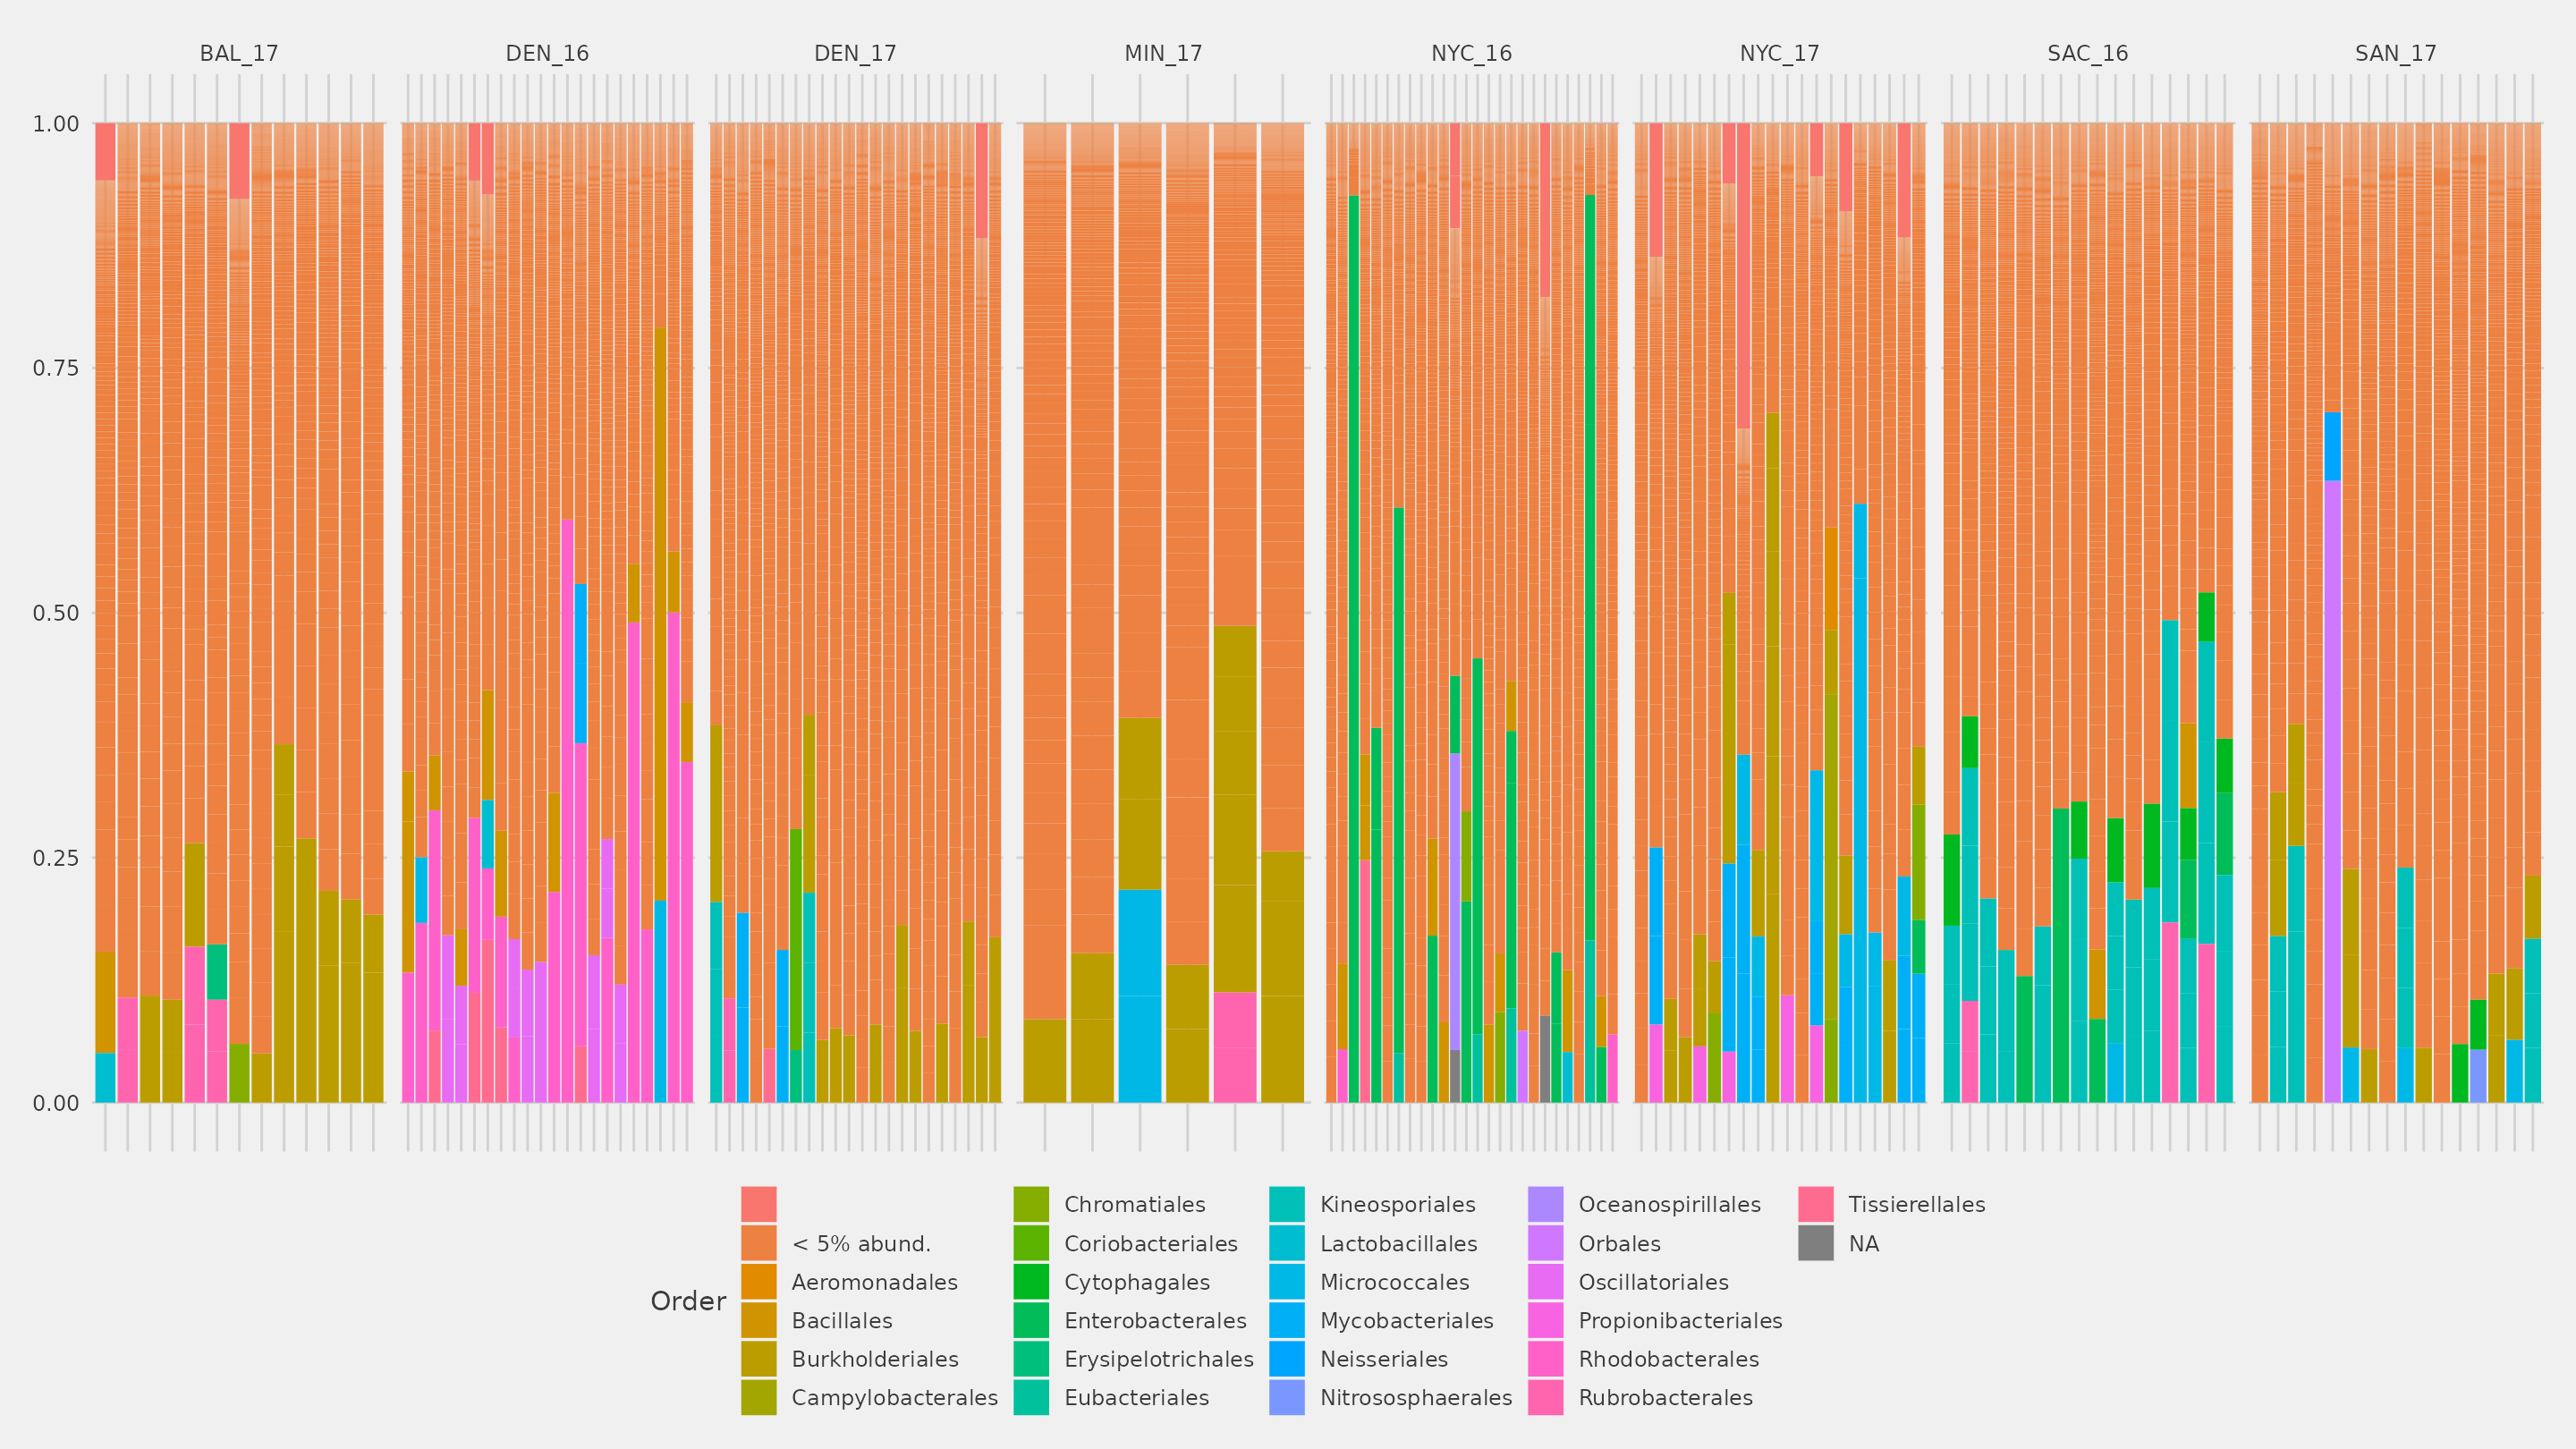 BAL_17 DEN_16 DEN_17 MIN_17 NYC_16 NYC_17 SAC_16 SAN_17
1.00
0.75
0.50
0.25
0.00
Order
< 5% abund.
Aeromonadales
Bacillales
Burkholderiales
Campylobacterales
Chromatiales
Coriobacteriales
Cytophagales
Enterobacterales
Erysipelotrichales
Eubacteriales
Kineosporiales
Lactobacillales
Micrococcales
Mycobacteriales
Neisseriales
Nitrososphaerales
Oceanospirillales
Orbales
Oscillatoriales
Propionibacteriales
Rhodobacterales
Rubrobacterales
Tissierellales
NA